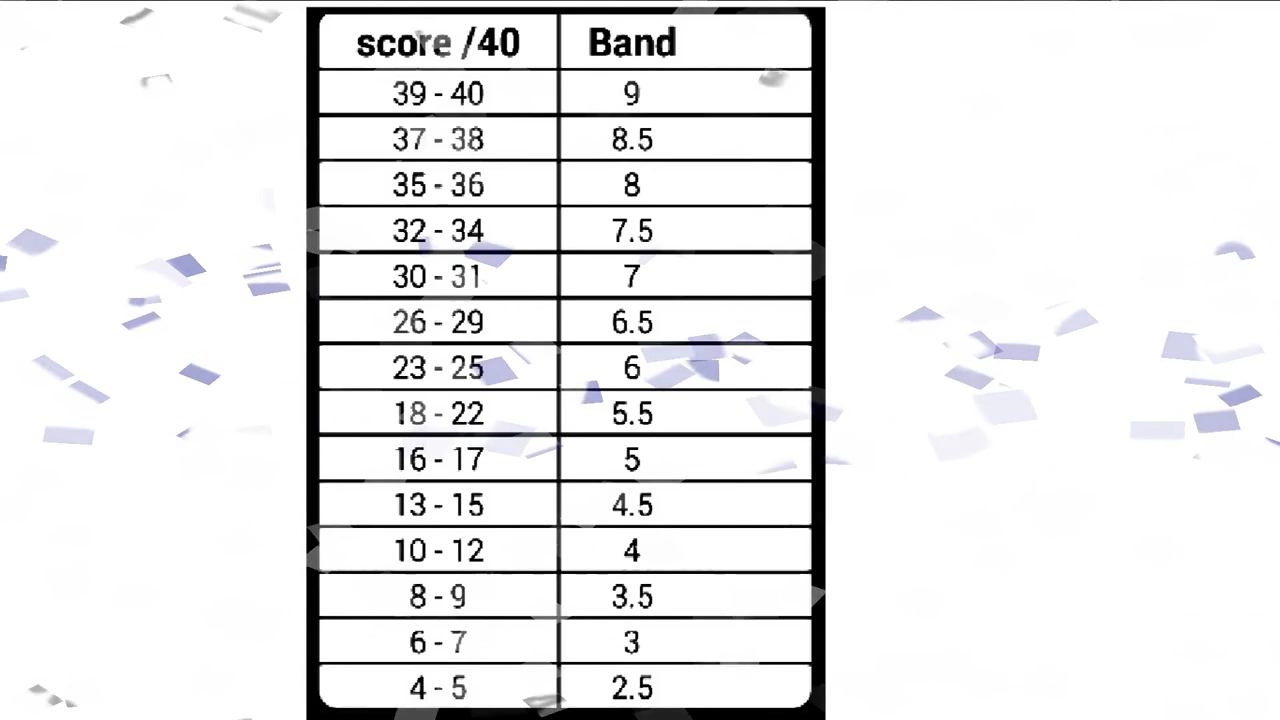 score /40 Band
39 - 40 9
37 - 38 8.5
35 - 36 8
32 - 34 7.5
30 - 31 7
26 - 29 6.5
23 - 25 6
18 - 22 5.5
16 - 17 5
13 - 15 4.5
10 - 12 4
8 - 9 3.5
6 - 7 3
4 - 5 2.5